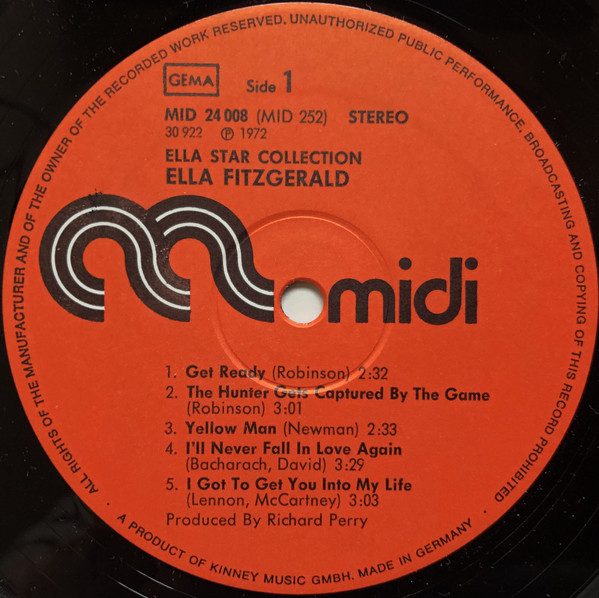 ALL RIGHTS OF THE MANUFACTURER AND OF THE OWNER OF THE RECORDED WORK RESERVED. UNAUTHORIZED PUBLIC PERFORMANCE, BROADCASTING AND COPYING OF THIS RECORD PROHIBITED
GEMA Side 1
MID 24 008 (MID 252) STEREO
30 922 ℗ 1972
ELLA STAR COLLECTION
ELLA FITZGERALD
midi
1. Get Ready (Robinson) 2:32
2. The Hunter Gets Captured By The Game
(Robinson) 3:01
3. Yellow Man (Newman) 2:33
4. I'll Never Fall In Love Again
(Bacharach, David) 3:29
5. I Got To Get You Into My Life
(Lennon, McCartney) 3:03
Produced By Richard Perry
· A PRODUCT OF KINNEY MUSIC GMBH. MADE IN GERMANY ·